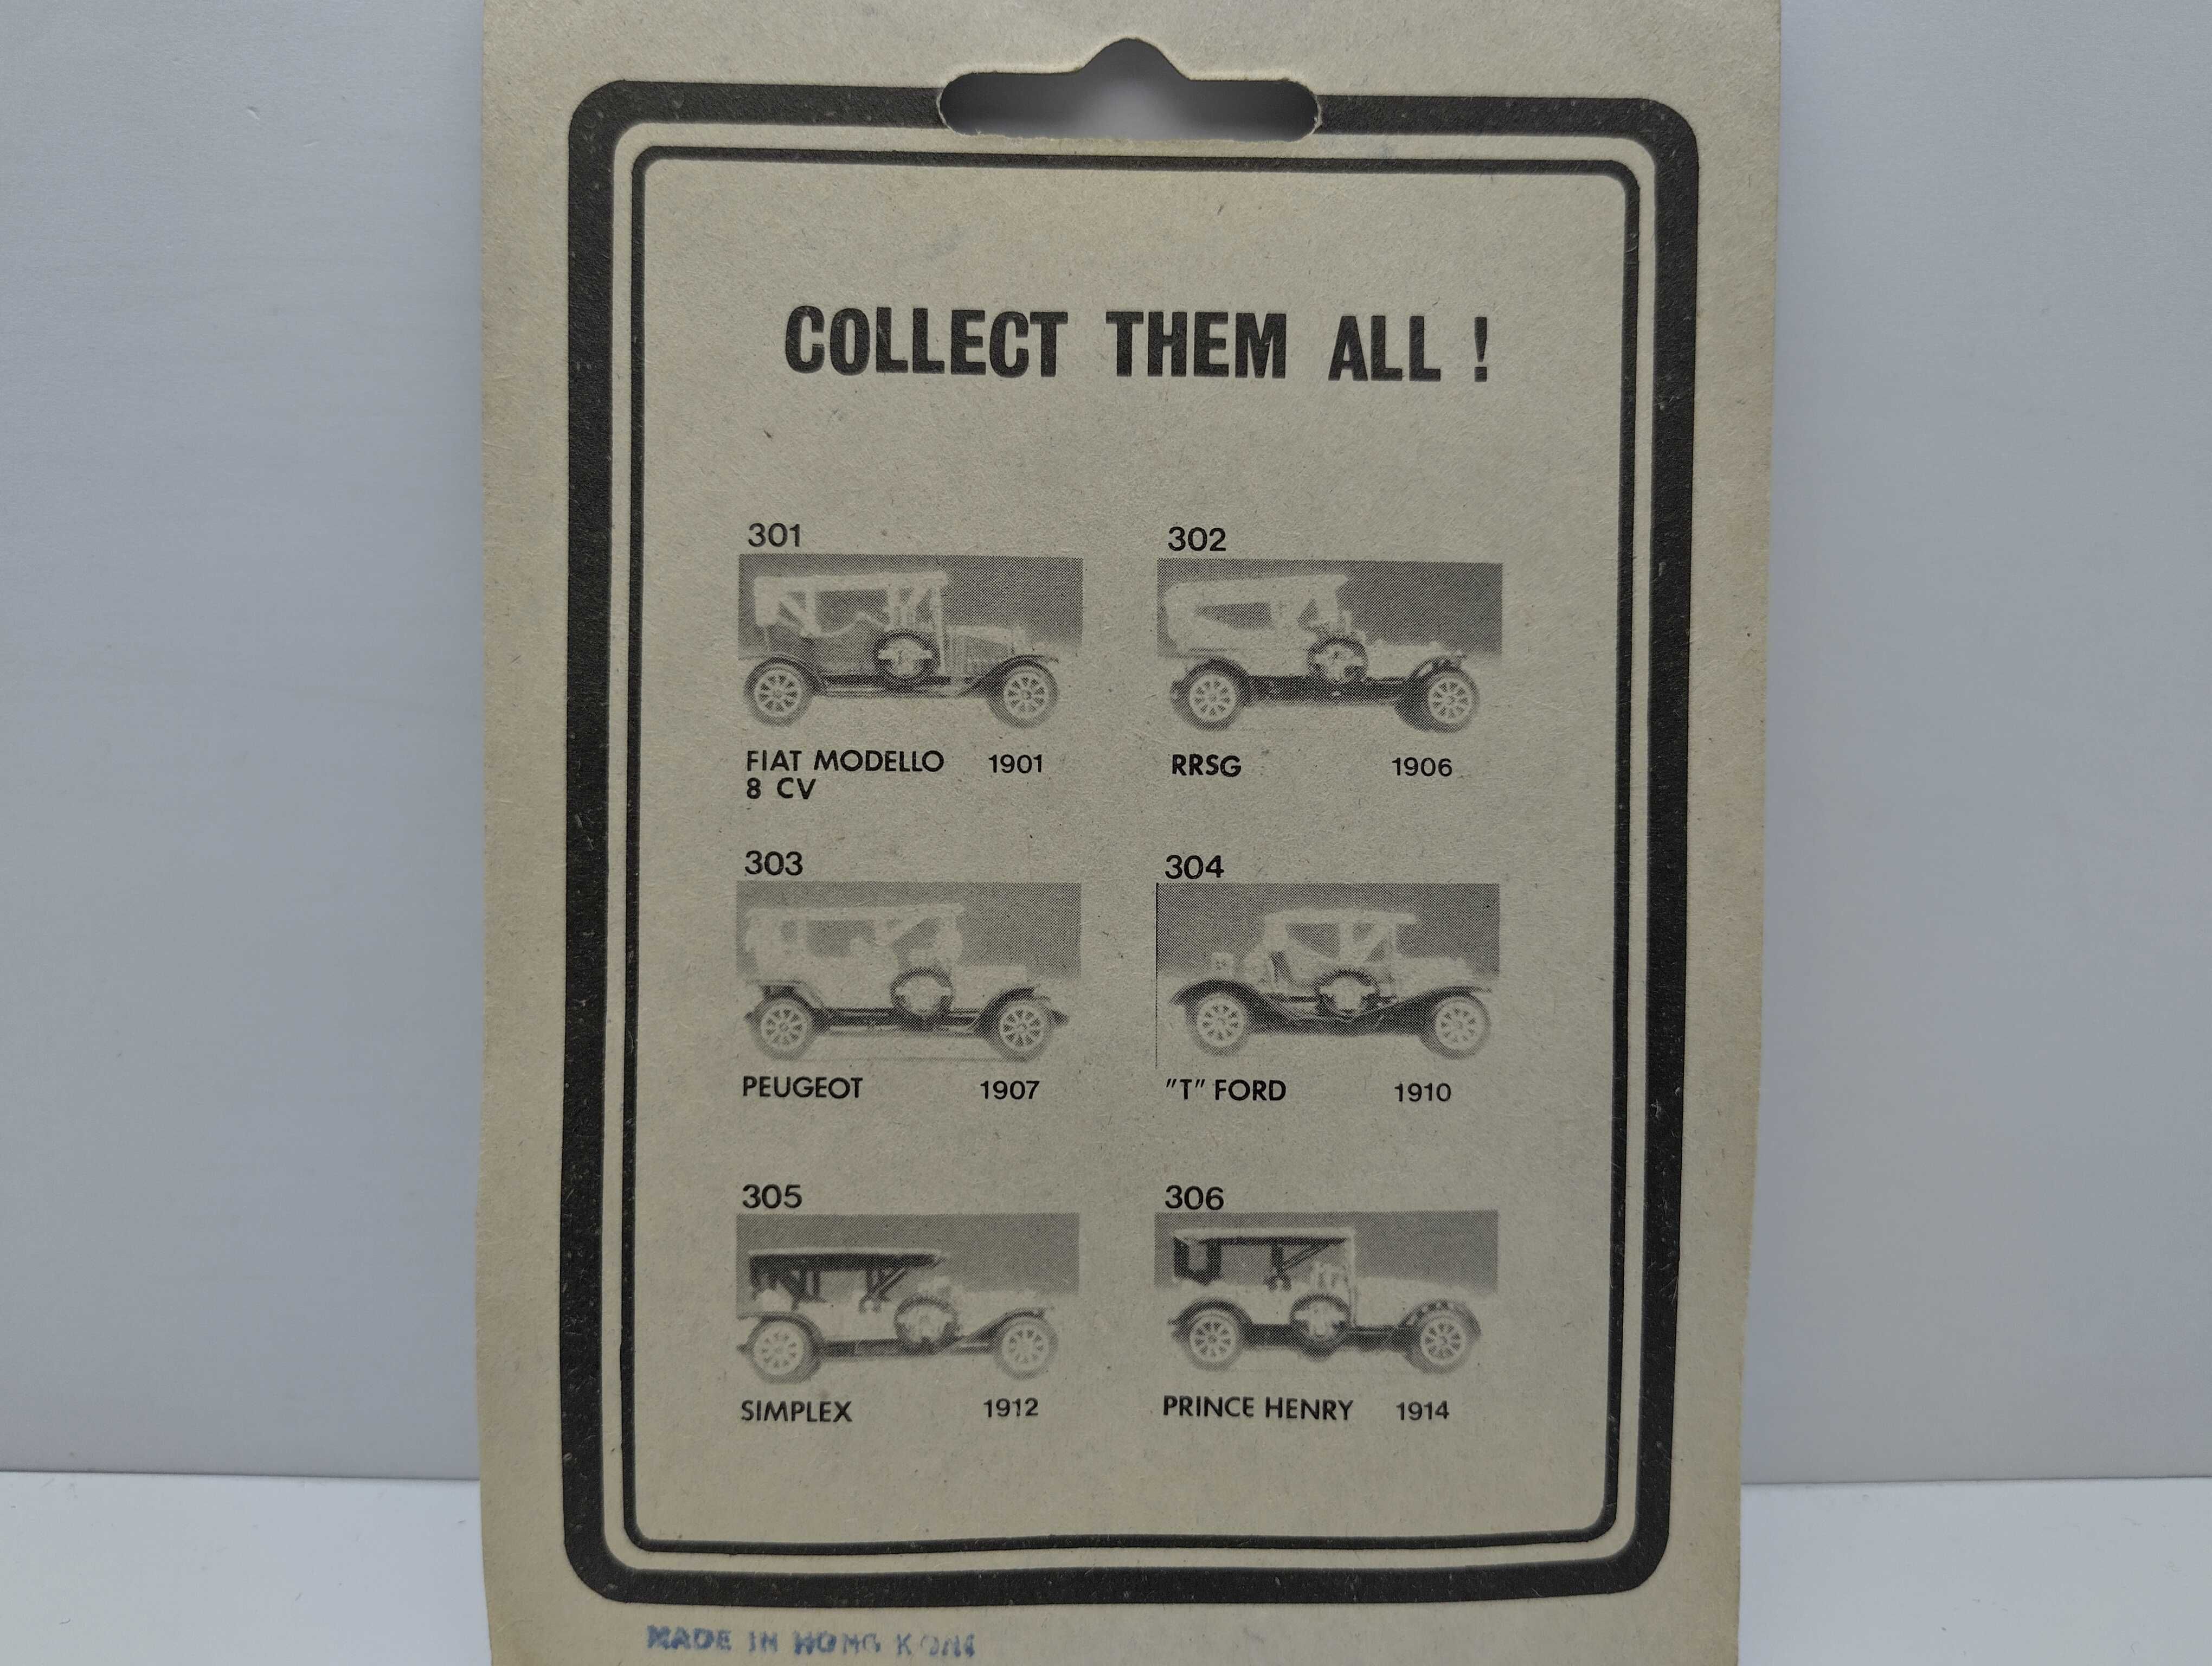 COLLECT THEM ALL !
301
302
FIAT MODELLO 1901
8 CV
RRSG 1906
303
304
PEUGEOT 1907
"T" FORD 1910
305
306
SIMPLEX 1912
PRINCE HENRY 1914
MADE IN HONG KONG